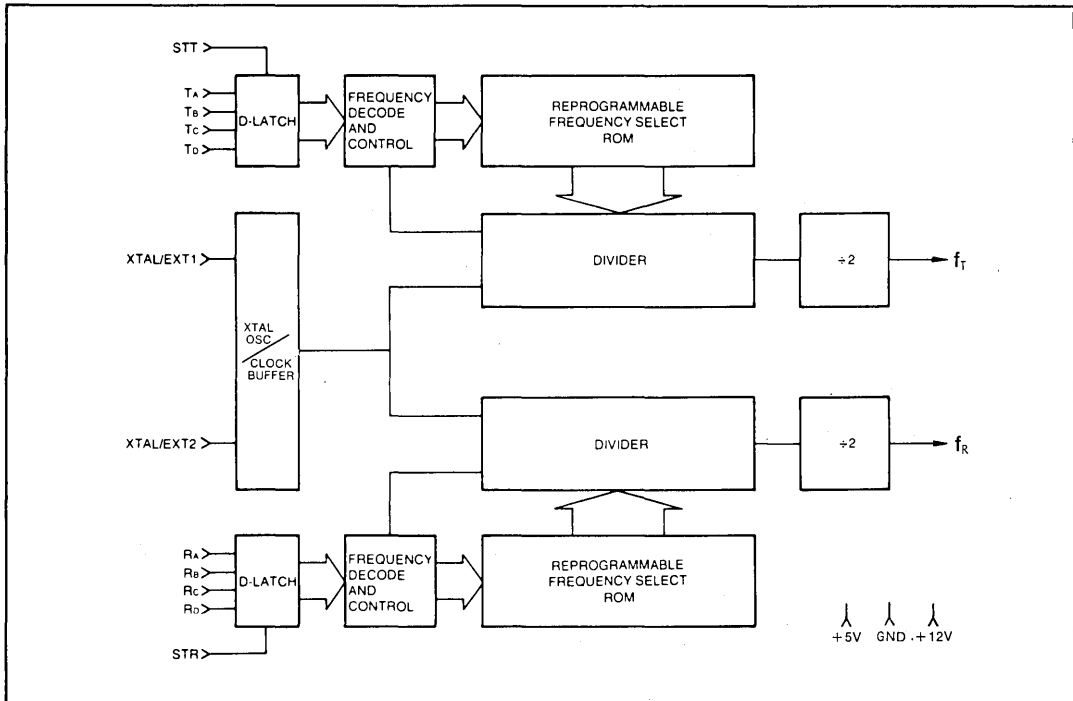 STT
TA
TB
TC
TD
D-LATCH
FREQUENCY
DECODE
AND
CONTROL
REPROGRAMMABLE
FREQUENCY SELECT
ROM
XTAL/EXT1
XTAL
OSC
CLOCK
BUFFER
DIVIDER
÷2
fT
XTAL/EXT2
DIVIDER
÷2
fR
RA
RB
RC
RD
D-LATCH
FREQUENCY
DECODE
AND
CONTROL
REPROGRAMMABLE
FREQUENCY SELECT
ROM
STR
+5V GND +12V